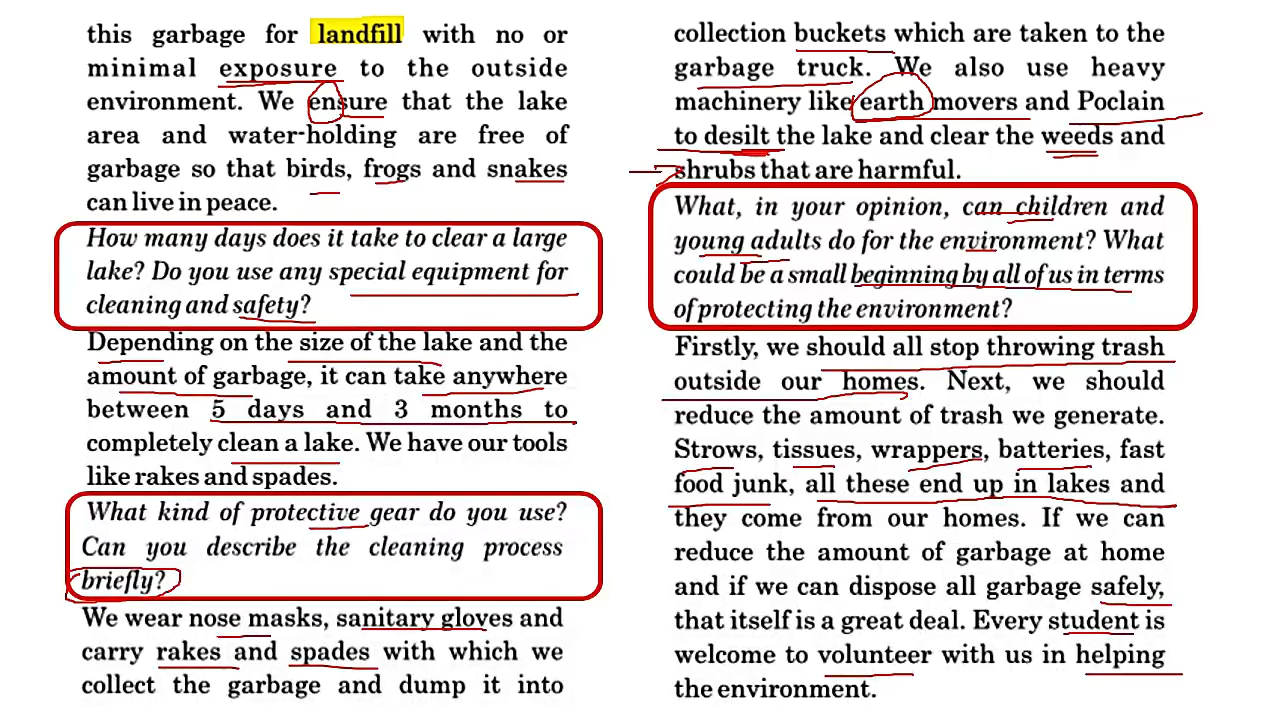 this garbage for landfill with no or
minimal exposure to the outside
environment. We ensure that the lake
area and water-holding are free of
garbage so that birds, frogs and snakes
can live in peace.
How many days does it take to clear a large
lake? Do you use any special equipment for
cleaning and safety?
Depending on the size of the lake and the
amount of garbage, it can take anywhere
between 5 days and 3 months to
completely clean a lake. We have our tools
like rakes and spades.
What kind of protective gear do you use?
Can you describe the cleaning process
briefly?
We wear nose masks, sanitary gloves and
carry rakes and spades with which we
collect the garbage and dump it into
collection buckets which are taken to the
garbage truck. We also use heavy
machinery like earth movers and Poclain
to desilt the lake and clear the weeds and
shrubs that are harmful.
What, in your opinion, can children and
young adults do for the environment? What
could be a small beginning by all of us in terms
of protecting the environment?
Firstly, we should all stop throwing trash
outside our homes. Next, we should
reduce the amount of trash we generate.
Strows, tissues, wrappers, batteries, fast
food junk, all these end up in lakes and
they come from our homes. If we can
reduce the amount of garbage at home
and if we can dispose all garbage safely,
that itself is a great deal. Every student is
welcome to volunteer with us in helping
the environment.